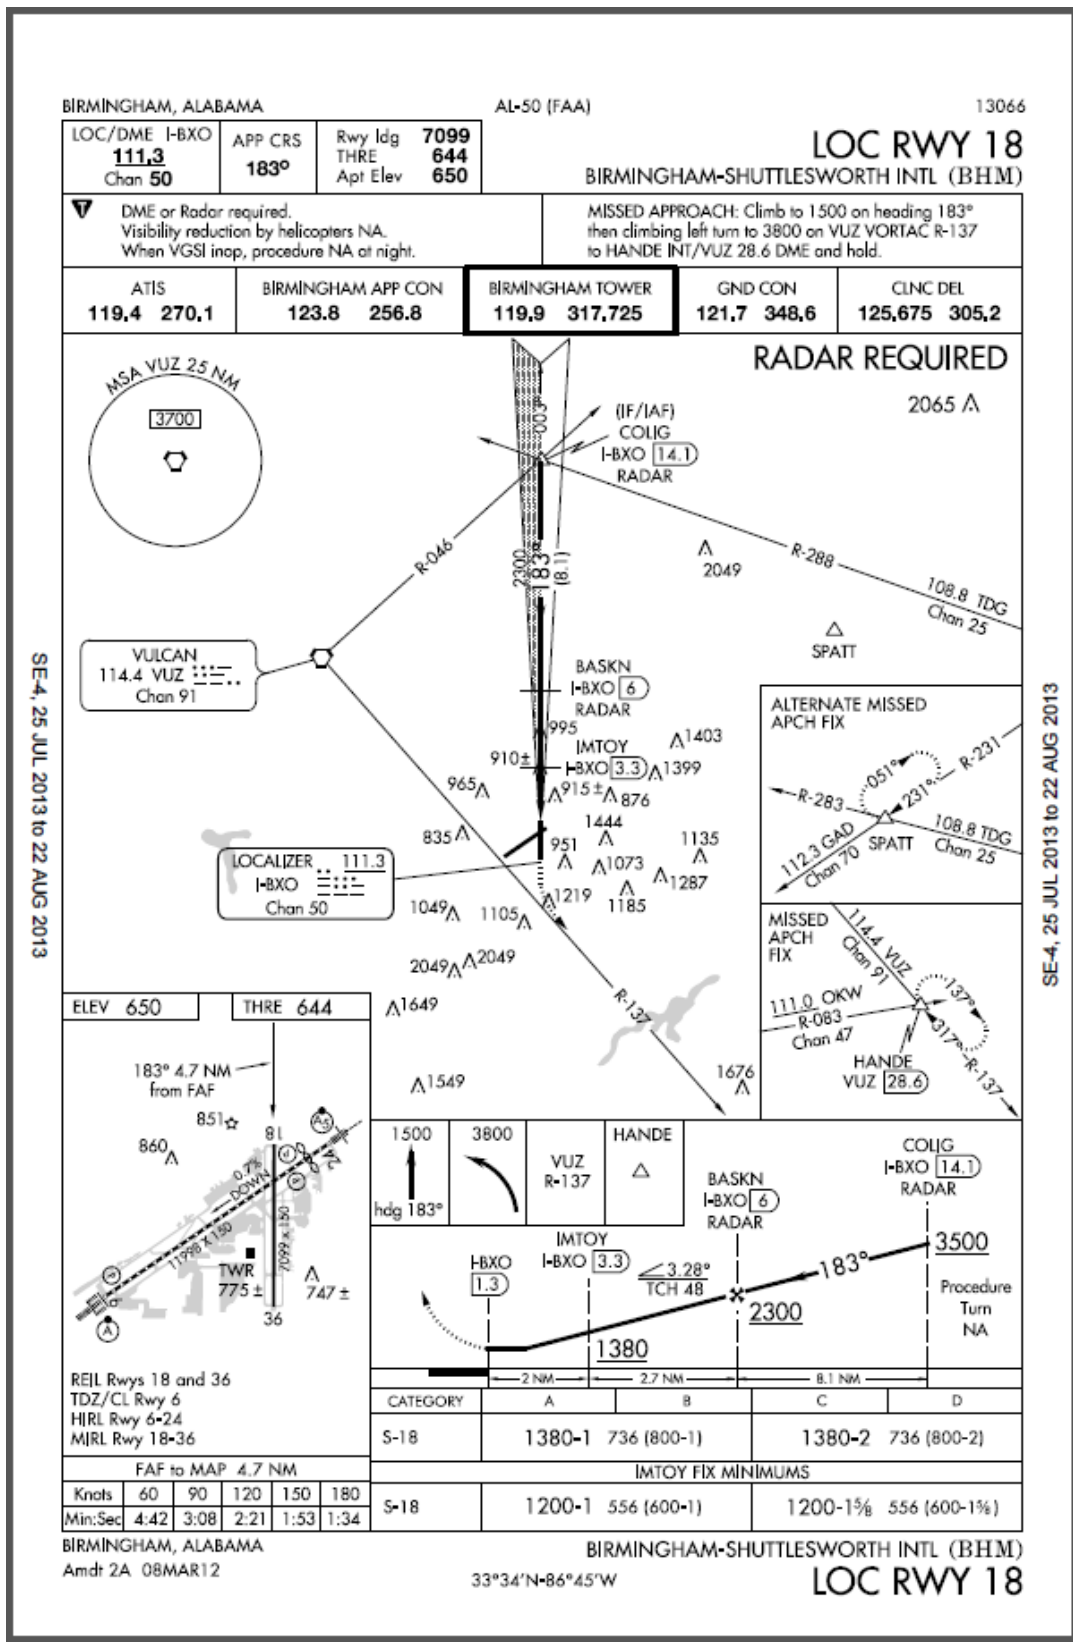 BIRMINGHAM, ALABAMA
AL-50 (FAA)
13066
LOC/DME I-BXO
111.3
Chan 50
APP CRS
183°
Rwy ldg 7099
THRE 644
Apt Elev 650
LOC RWY 18
BIRMINGHAM-SHUTTLESWORTH INTL (BHM)
T
DME or Radar required.
Visibility reduction by helicopters NA.
When VGSI inop, procedure NA at night.
MISSED APPROACH: Climb to 1500 on heading 183°
then climbing left turn to 3800 on VUZ VORTAC R-137
to HANDE INT/VUZ 28.6 DME and hold.
ATIS
119.4 270.1
BIRMINGHAM APP CON
123.8 256.8
BIRMINGHAM TOWER
119.9 317.725
GND CON
121.7 348.6
CLNC DEL
125.675 305.2
RADAR REQUIRED
MSA VUZ 25 NM
3700
2065
003°
(IF/IAF)
COLIG
I-BXO 14.1
RADAR
R-046
2300
183°
(8.1)
2049
R-288
108.8 TDG
Chan 25
SPATT
VULCAN
114.4 VUZ
Chan 91
BASKN
I-BXO 6
RADAR
995
IMTOY
I-BXO 3.3
910±
1403
1399
965
915±
876
835
1444
951
1135
1073
1287
1219
1185
LOCALIZER 111.3
I-BXO
Chan 50
1049
1105
2049
2049
1649
R-137
1549
1676
ALTERNATE MISSED
APCH FIX
051°
231°
R-231
R-283
108.8 TDG
Chan 25
SPATT
112.3 GAD
Chan 70
MISSED
APCH
FIX
114.4 VUZ
Chan 91
111.0 OKW
R-083
Chan 47
137°
317°
R-137
HANDE
VUZ 28.6
SE-4, 25 JUL 2013 to 22 AUG 2013
SE-4, 25 JUL 2013 to 22 AUG 2013
ELEV 650
THRE 644
183° 4.7 NM
from FAF
851
860
18
A5
24
P
P
0.7%
DOWN
11998 X 150
7099 X 150
TWR
775±
747±
P
6
A
36
REIL Rwys 18 and 36
TDZ/CL Rwy 6
HIRL Rwy 6-24
MIRL Rwy 18-36
FAF to MAP 4.7 NM
Knots 60 90 120 150 180
Min:Sec 4:42 3:08 2:21 1:53 1:34
1500
hdg 183°
3800
VUZ
R-137
HANDE
COLIG
I-BXO 14.1
RADAR
BASKN
I-BXO 6
RADAR
IMTOY
I-BXO 3.3
I-BXO
1.3
3.28°
TCH 48
183°
3500
2300
1380
Procedure
Turn
NA
2 NM
2.7 NM
8.1 NM
CATEGORY A B C D
S-18 1380-1 736 (800-1) 1380-2 736 (800-2)
IMTOY FIX MINIMUMS
S-18 1200-1 556 (600-1) 1200-1⅝ 556 (600-1⅝)
BIRMINGHAM, ALABAMA
Amdt 2A 08MAR12
33°34'N-86°45'W
BIRMINGHAM-SHUTTLESWORTH INTL (BHM)
LOC RWY 18